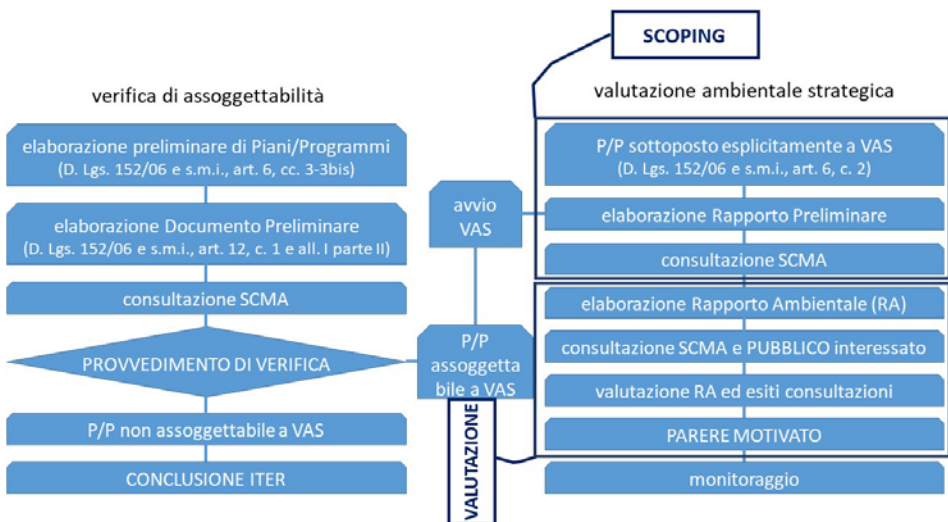 SCOPING
verifica di assoggettabilità
elaborazione preliminare di Piani/Programmi
(D. Lgs. 152/06 e s.m.i., art. 6, cc. 3-3bis)
elaborazione Documento Preliminare
(D. Lgs. 152/06 e s.m.i., art. 12, c. 1 e all. I parte II)
consultazione SCMA
PROVVEDIMENTO DI VERIFICA
P/P non assoggettabile a VAS
CONCLUSIONE ITER
avvio
VAS
P/P
assoggetta
bile a VAS
VALUTAZIONE
valutazione ambientale strategica
P/P sottoposto esplicitamente a VAS
(D. Lgs. 152/06 e s.m.i., art. 6, c. 2)
elaborazione Rapporto Preliminare
consultazione SCMA
elaborazione Rapporto Ambientale (RA)
consultazione SCMA e PUBBLICO interessato
valutazione RA ed esiti consultazioni
PARERE MOTIVATO
monitoraggio